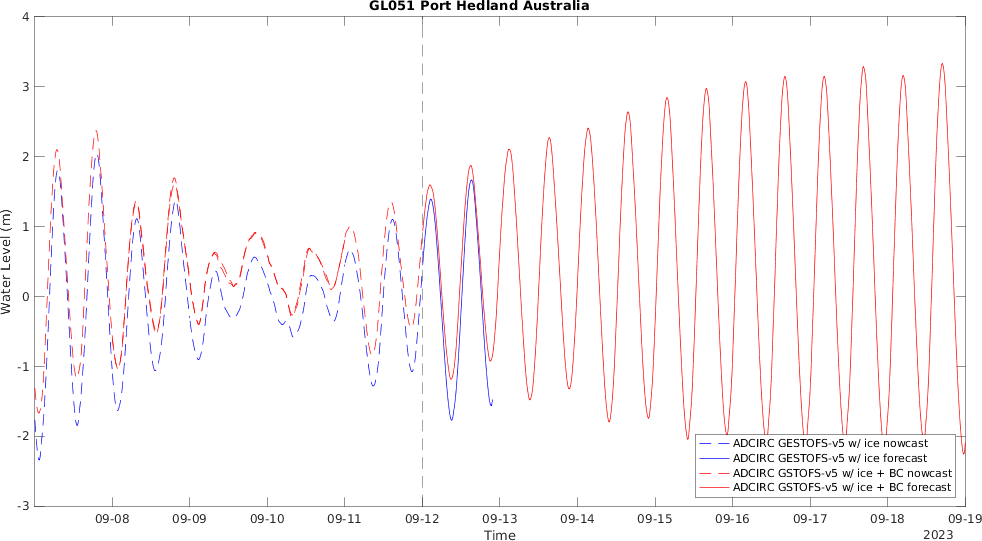 GL051 Port Hedland Australia
4
3
2
1
0
-1
-2
-3
Water Level (m)
ADCIRC GESTOFS-v5 w/ ice nowcast
ADCIRC GESTOFS-v5 w/ ice forecast
ADCIRC GSTOFS-v5 w/ ice + BC nowcast
ADCIRC GSTOFS-v5 w/ ice + BC forecast
09-08 09-09 09-10 09-11 09-12 09-13 09-14 09-15 09-16 09-17 09-18 09-19
Time
2023